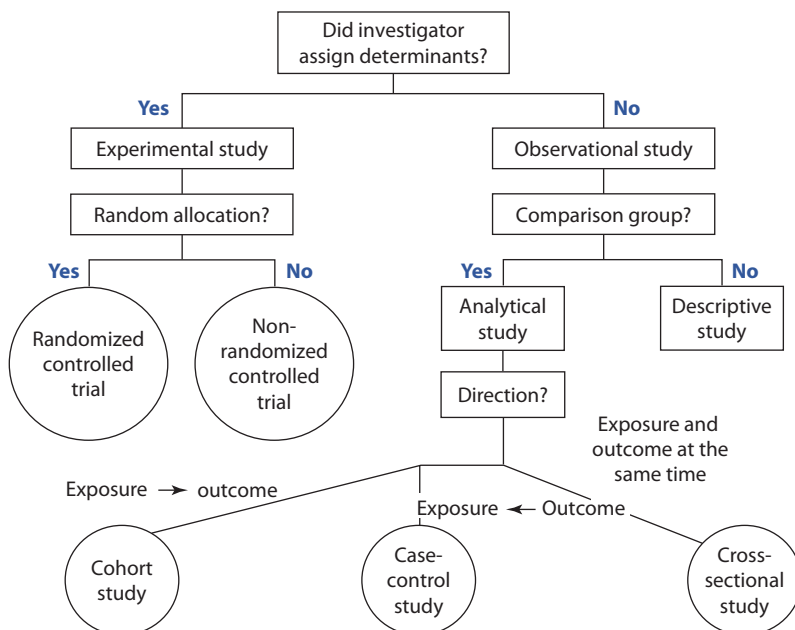 Did investigator
assign determinants?
Yes
No
Experimental study
Observational study
Random allocation?
Comparison group?
Yes
No
Yes
No
Randomized
controlled
trial
Non-
randomized
controlled
trial
Analytical
study
Descriptive
study
Direction?
Exposure and
outcome at the
same time
Exposure → outcome
Exposure ← Outcome
Cohort
study
Case-
control
study
Cross-
sectional
study